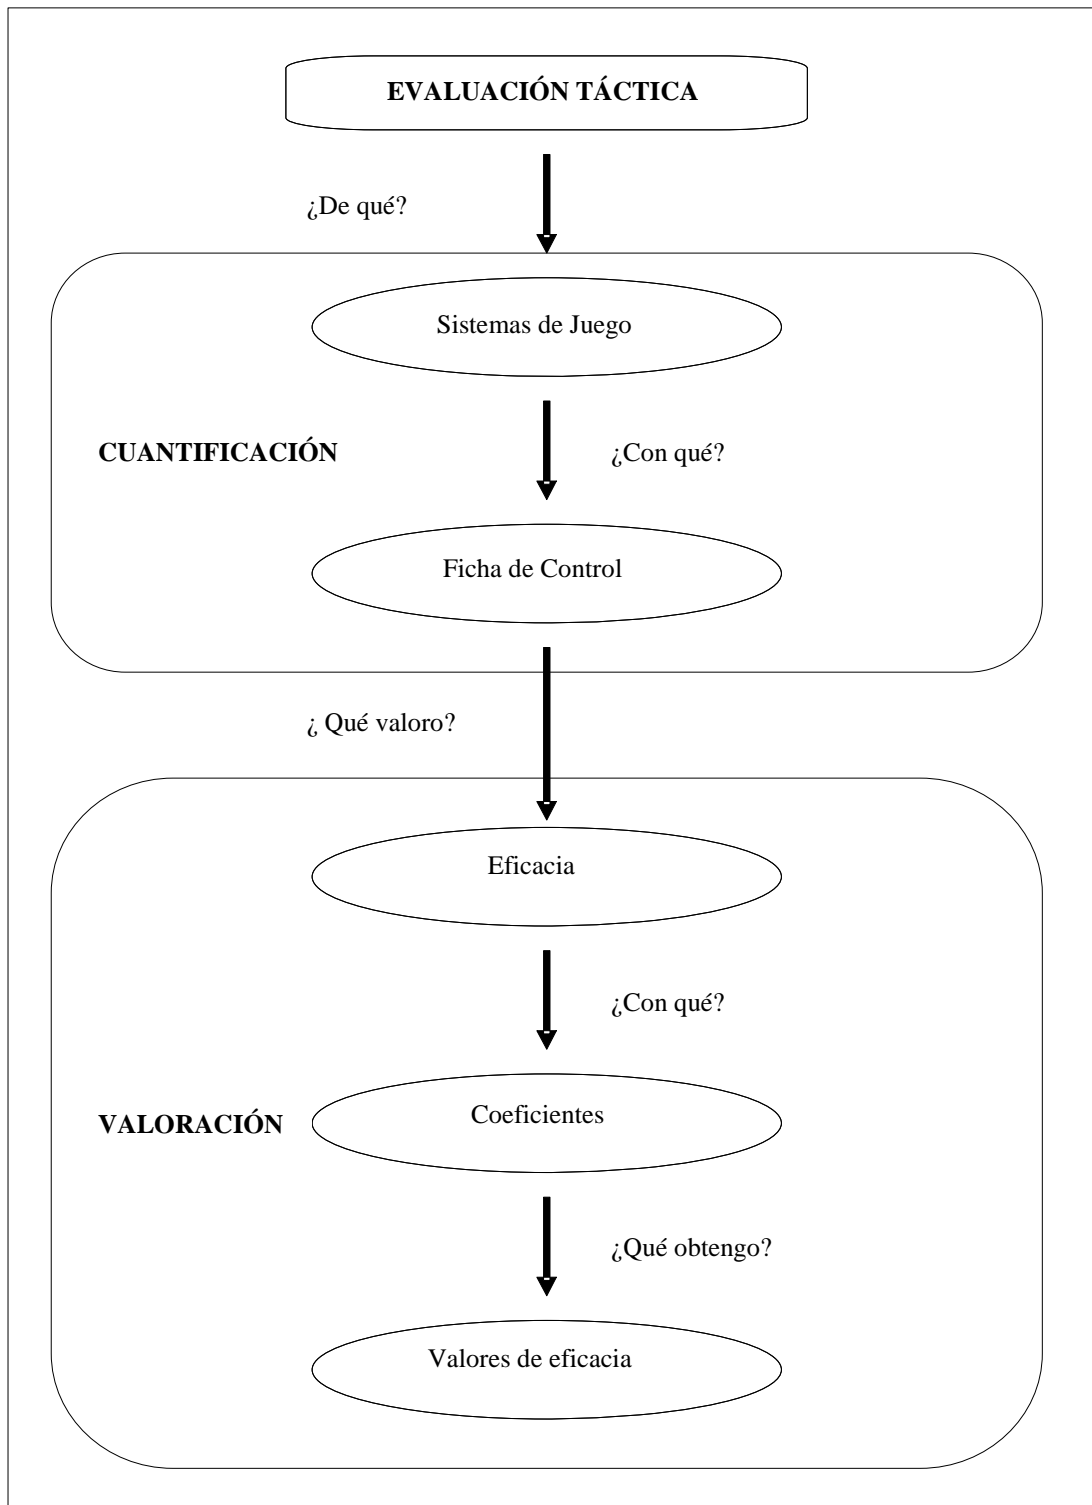 EVALUACIÓN TÁCTICA
¿De qué?
Sistemas de Juego
CUANTIFICACIÓN
¿Con qué?
Ficha de Control
¿ Qué valoro?
Eficacia
¿Con qué?
VALORACIÓN
Coeficientes
¿Qué obtengo?
Valores de eficacia